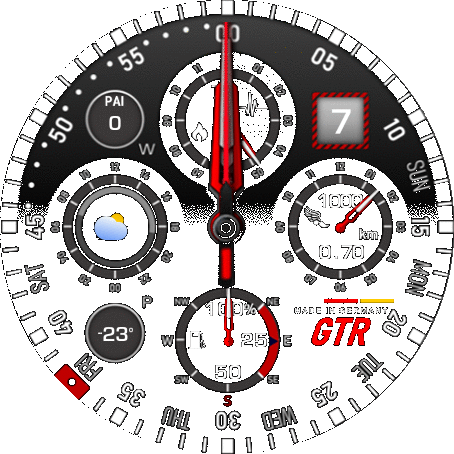 00
55
05
50
10
PAI
0
W
7
SUN
45
15
1000
km
0.70
SAT
MON
P
-23°
NW
NE
100%
W
25
E
SW
SE
50
S
MADE IN GERMANY
GTR
40
20
FRI
TUE
35
25
THU
WED
30